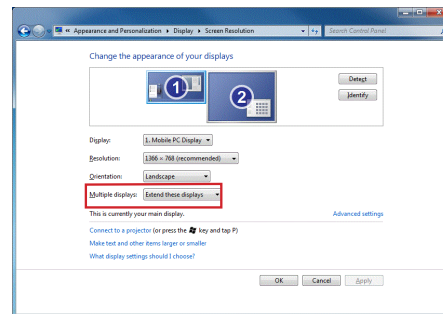 « Appearance and Personalization ▸ Display ▸ Screen Resolution
Search Control Panel
Change the appearance of your displays
1
2
Detect
Identify
Display: 1. Mobile PC Display
Resolution: 1366 × 768 (recommended)
Orientation: Landscape
Multiple displays: Extend these displays
This is currently your main display.
Advanced settings
Connect to a projector (or press the key and tap P)
Make text and other items larger or smaller
What display settings should I choose?
OK
Cancel
Apply